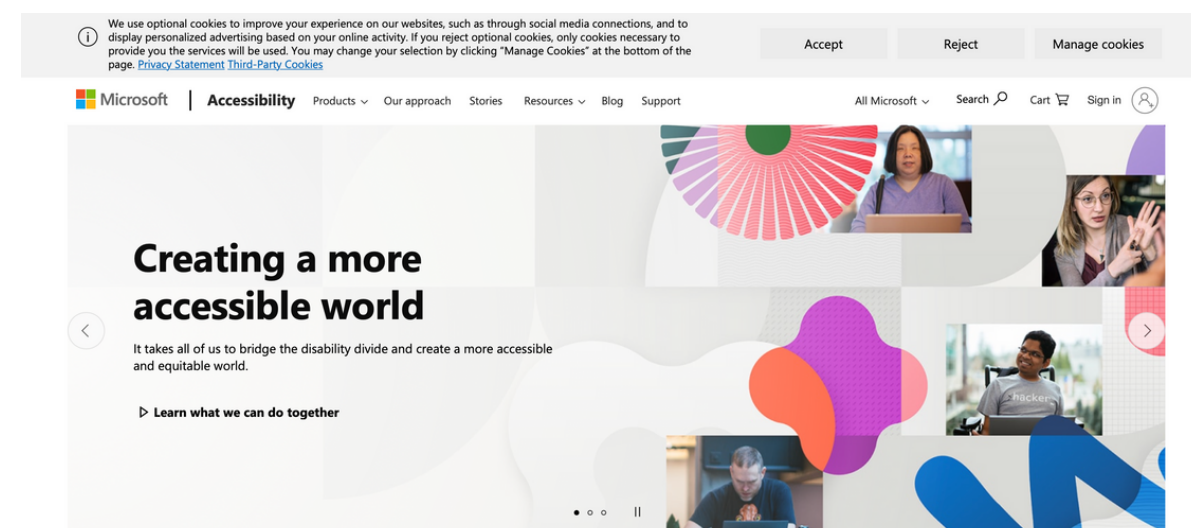 We use optional cookies to improve your experience on our websites, such as through social media connections, and to
display personalized advertising based on your online activity. If you reject optional cookies, only cookies necessary to
provide you the services will be used. You may change your selection by clicking "Manage Cookies" at the bottom of the
page. Privacy Statement Third-Party Cookies
Accept Reject Manage cookies
Microsoft Accessibility Products Our approach Stories Resources Blog Support All Microsoft Search Cart Sign in
Creating a more
accessible world
It takes all of us to bridge the disability divide and create a more accessible
and equitable world.
Learn what we can do together
hacker